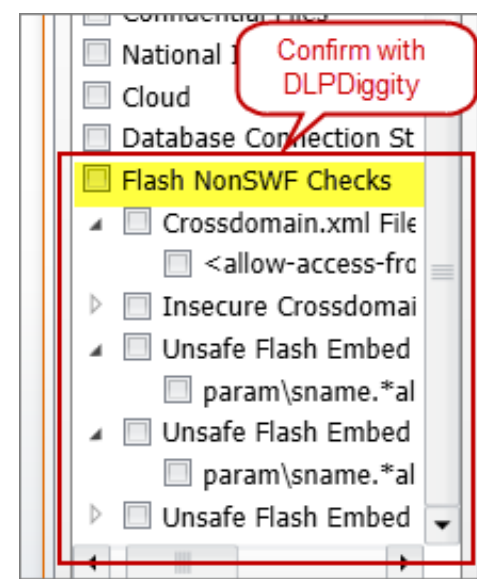 Confidential Files
National I
Confirm with
DLPDiggity
Cloud
Database Connection St
Flash NonSWF Checks
Crossdomain.xml File
<allow-access-fro
Insecure Crossdomai
Unsafe Flash Embed
param\sname.*al
Unsafe Flash Embed
param\sname.*al
Unsafe Flash Embed